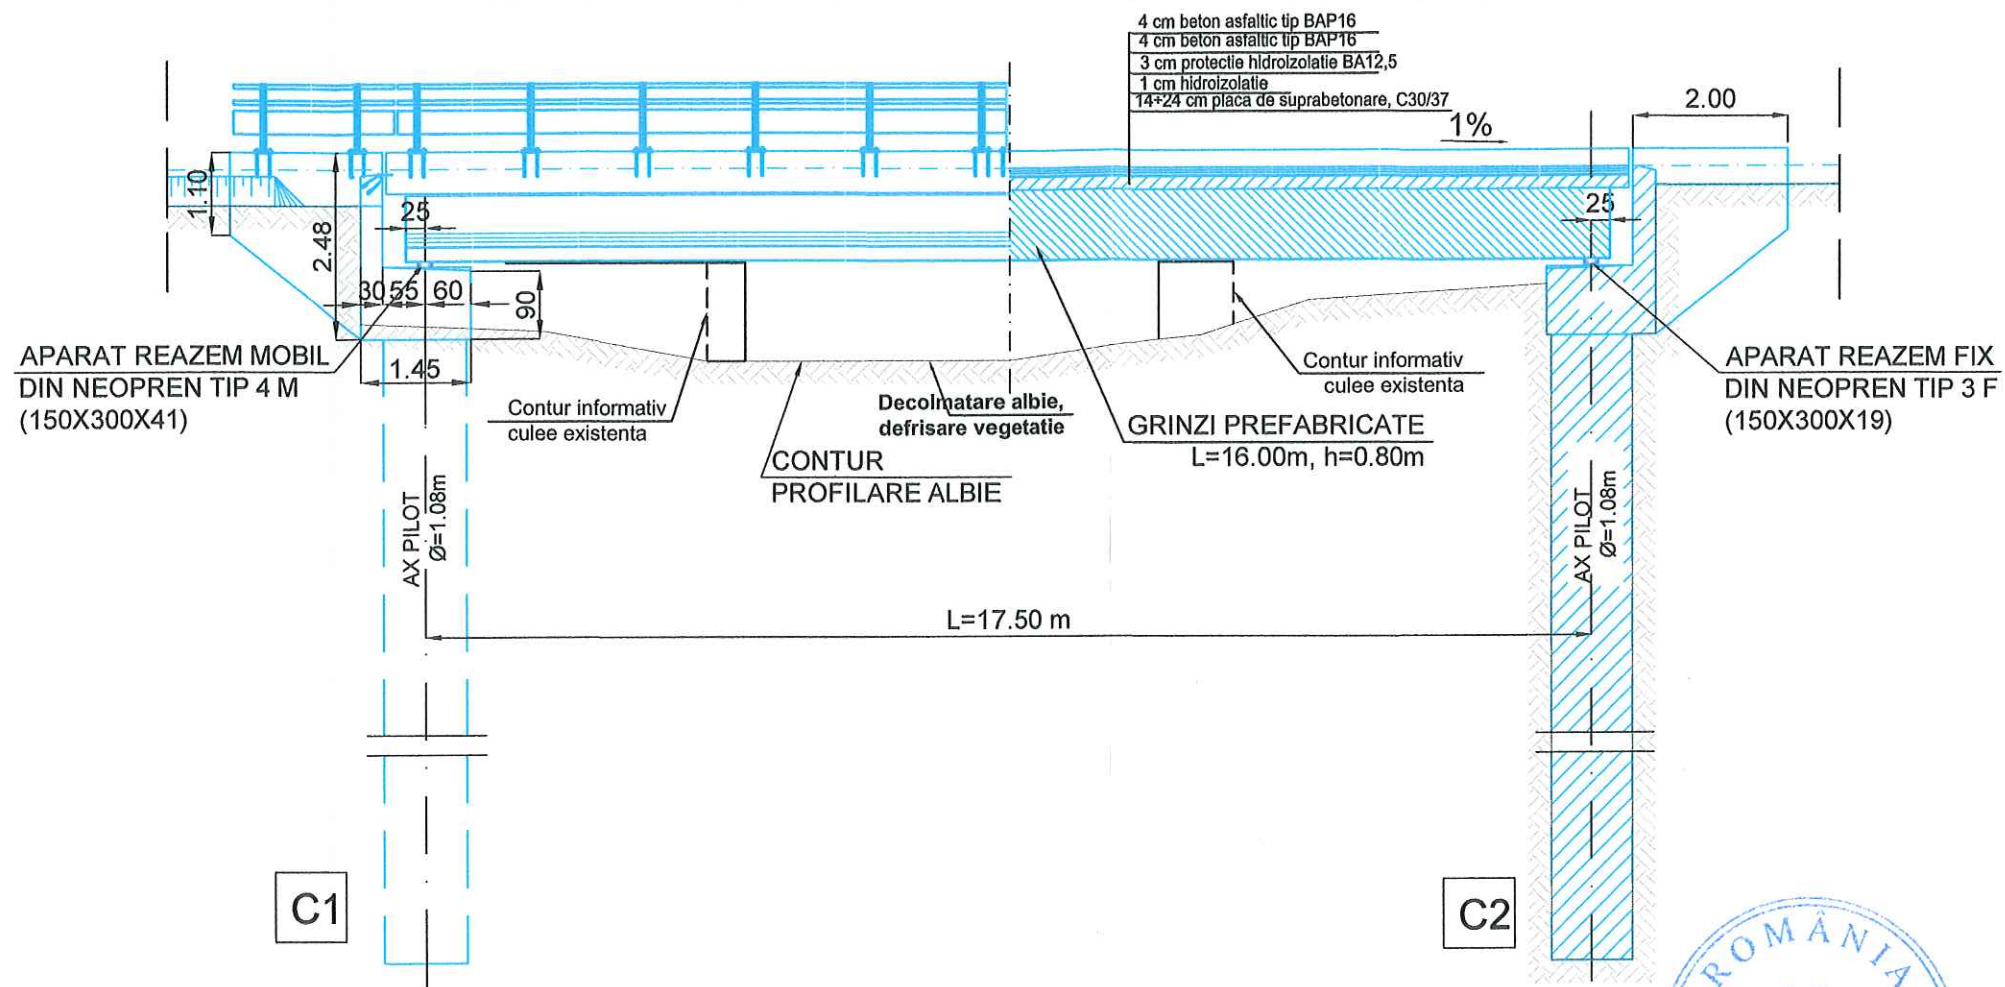 4 cm beton asfaltic tip BAP16
4 cm beton asfaltic tip BAP16
3 cm protectie hidroizolatie BA12,5
1 cm hidroizolatie
14÷24 cm placa de suprabetonare, C30/37
1%
2.00
1.10
2.48
25
25
30
55
60
90
1.45
APARAT REAZEM MOBIL
DIN NEOPREN TIP 4 M
(150X300X41)
Contur informativ
culee existenta
Decolmatare albie,
defrisare vegetatie
CONTUR
PROFILARE ALBIE
GRINZI PREFABRICATE
L=16.00m, h=0.80m
Contur informativ
culee existenta
APARAT REAZEM FIX
DIN NEOPREN TIP 3 F
(150X300X19)
AX PILOT
Ø=1.08m
AX PILOT
Ø=1.08m
L=17.50 m
C1
C2
ROMÂNIA